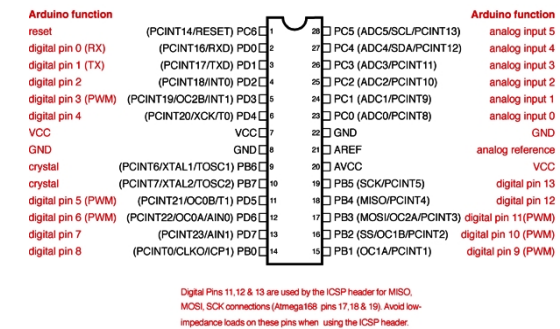 Arduino function Arduino function
reset (PCINT14/RESET) PC6 1 28 PC5 (ADC5/SCL/PCINT13) analog input 5
digital pin 0 (RX) (PCINT16/RXD) PD0 2 27 PC4 (ADC4/SDA/PCINT12) analog input 4
digital pin 1 (TX) (PCINT17/TXD) PD1 3 26 PC3 (ADC3/PCINT11) analog input 3
digital pin 2 (PCINT18/INT0) PD2 4 25 PC2 (ADC2/PCINT10) analog input 2
digital pin 3 (PWM) (PCINT19/OC2B/INT1) PD3 5 24 PC1 (ADC1/PCINT9) analog input 1
digital pin 4 (PCINT20/XCK/T0) PD4 6 23 PC0 (ADC0/PCINT8) analog input 0
VCC VCC 7 22 GND GND
GND GND 8 21 AREF analog reference
crystal (PCINT6/XTAL1/TOSC1) PB6 9 20 AVCC VCC
crystal (PCINT7/XTAL2/TOSC2) PB7 10 19 PB5 (SCK/PCINT5) digital pin 13
digital pin 5 (PWM) (PCINT21/OC0B/T1) PD5 11 18 PB4 (MISO/PCINT4) digital pin 12
digital pin 6 (PWM) (PCINT22/OC0A/AIN0) PD6 12 17 PB3 (MOSI/OC2A/PCINT3) digital pin 11(PWM)
digital pin 7 (PCINT23/AIN1) PD7 13 16 PB2 (SS/OC1B/PCINT2) digital pin 10 (PWM)
digital pin 8 (PCINT0/CLKO/ICP1) PB0 14 15 PB1 (OC1A/PCINT1) digital pin 9 (PWM)
Digital Pins 11,12 & 13 are used by the ICSP header for MISO,
MOSI, SCK connections (Atmega168 pins 17,18 & 19). Avoid low-
impedance loads on these pins when using the ICSP header.